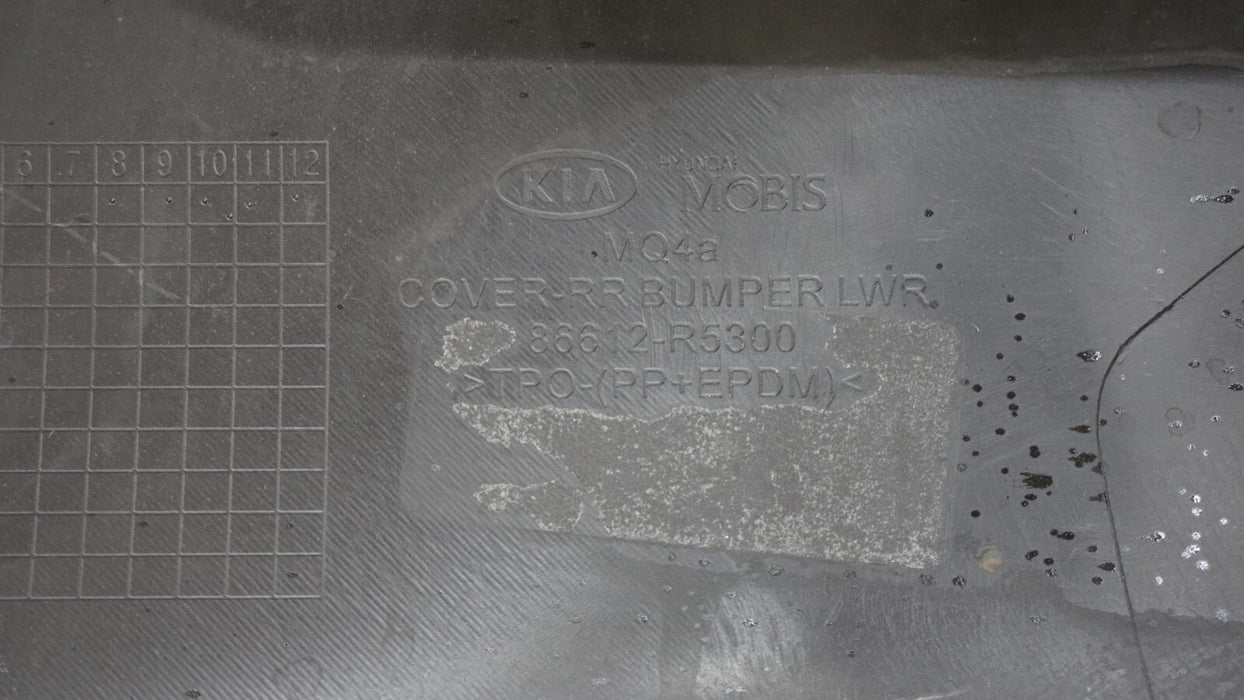 6 7 8 9 10 11 12
KIA HYUNDAI
MOBIS
MQ4a
COVER-RR BUMPER LWR
86612-R5300
>TPO-(PP+EPDM)<